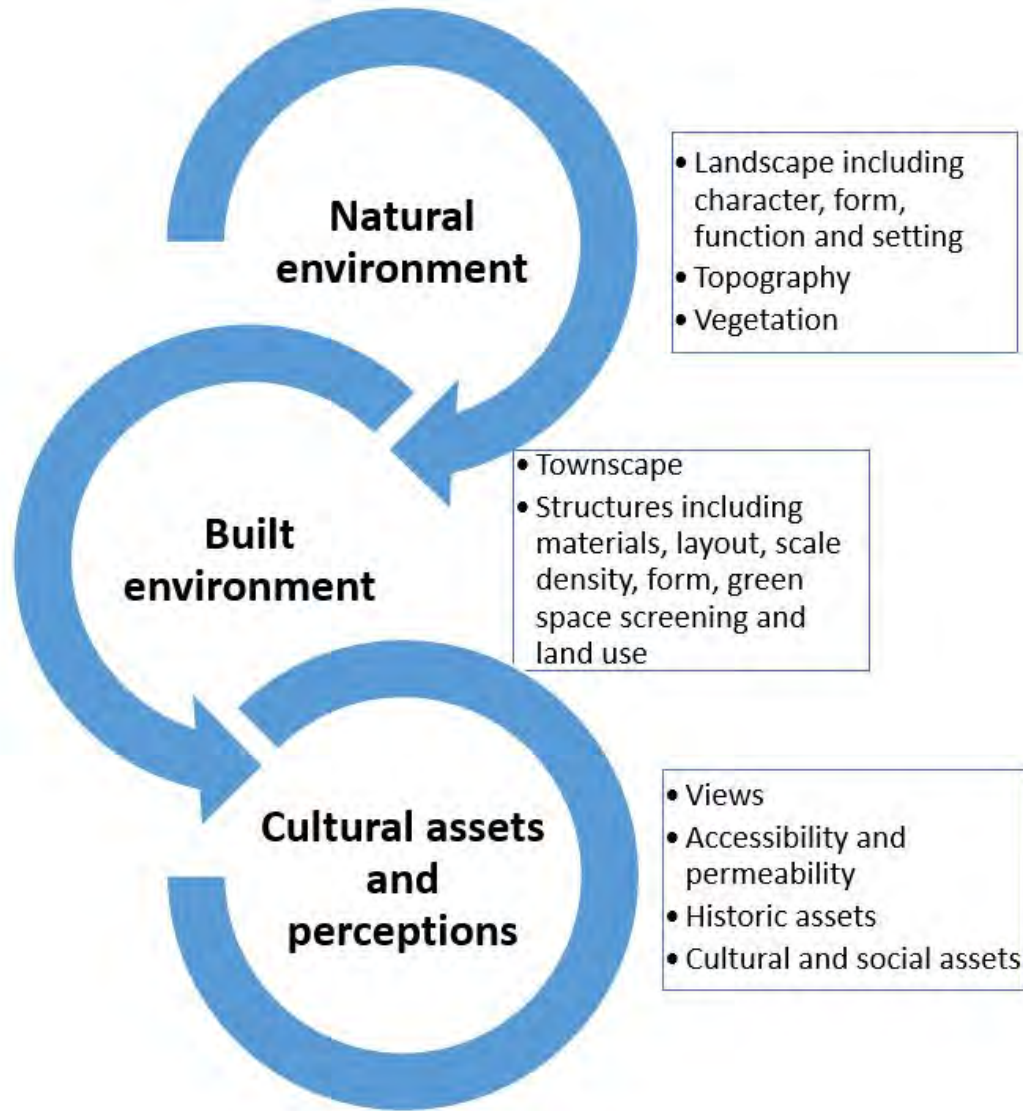 Natural
environment
• Landscape including
character, form,
function and setting
• Topography
• Vegetation
Built
environment
• Townscape
• Structures including
materials, layout, scale
density, form, green
space screening and
land use
Cultural assets
and
perceptions
• Views
• Accessibility and
permeability
• Historic assets
• Cultural and social assets